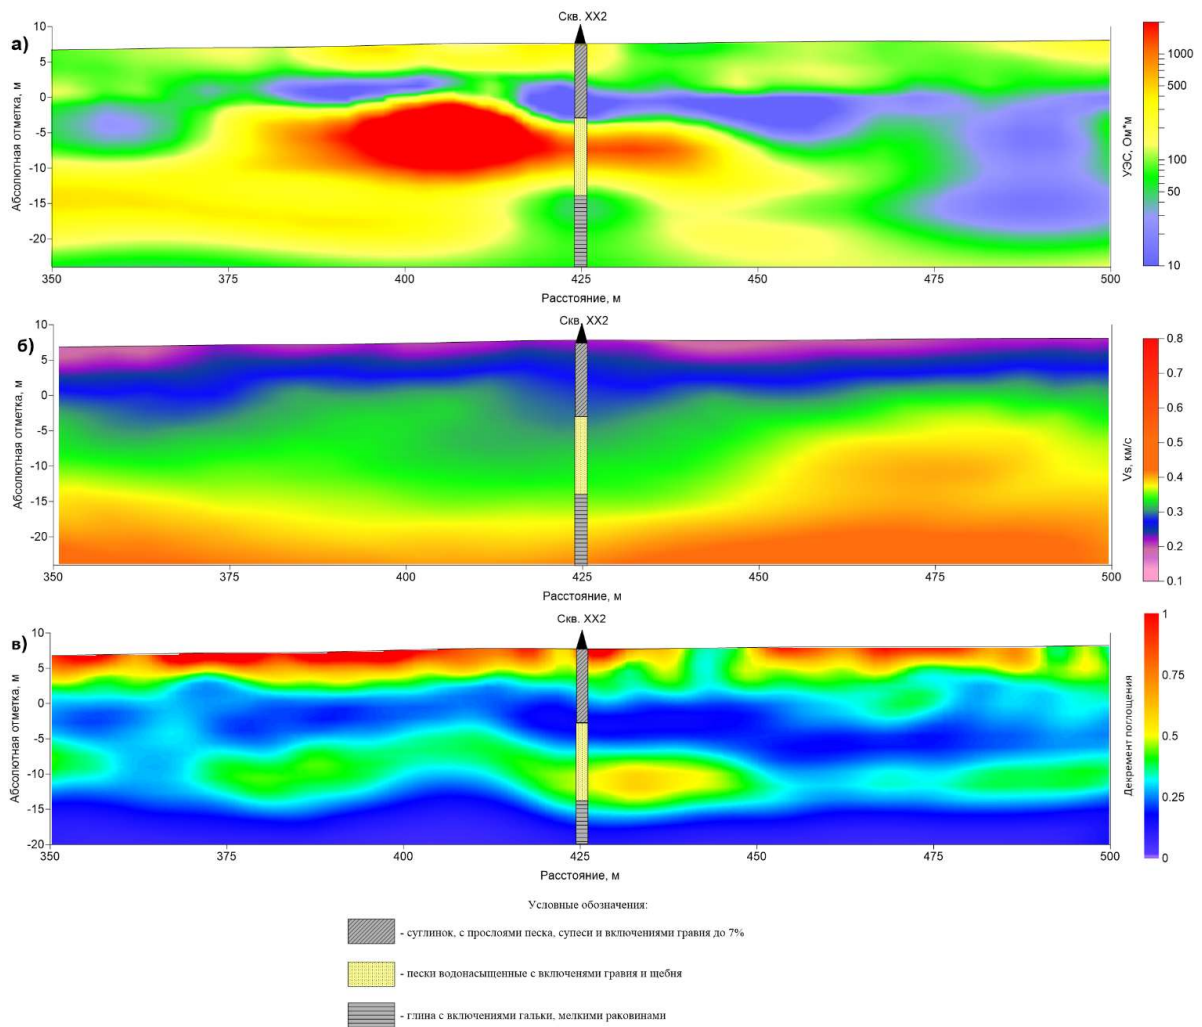 Скв. XX2
а)
10
5
0
-5
-10
-15
-20
Абсолютная отметка, м
350 375 400 425 450 475 500
Расстояние, м
1000
500
100
50
10
УЭС, Ом*м
Скв. XX2
б)
10
5
0
-5
-10
-15
-20
Абсолютная отметка, м
350 375 400 425 450 475 500
Расстояние, м
0.8
0.7
0.6
0.5
0.4
0.3
0.2
0.1
Vs, км/с
Скв. XX2
в)
10
5
0
-5
-10
-15
-20
Абсолютная отметка, м
350 375 400 425 450 475 500
Расстояние, м
1
0.75
0.5
0.25
0
Декремент поглощения
Условные обозначения:
- суглинок, с прослоями песка, супеси и включениями гравия до 7%
- пески водонасыщенные с включенями гравия и щебня
- глина с включениями гальки, мелкими раковинами